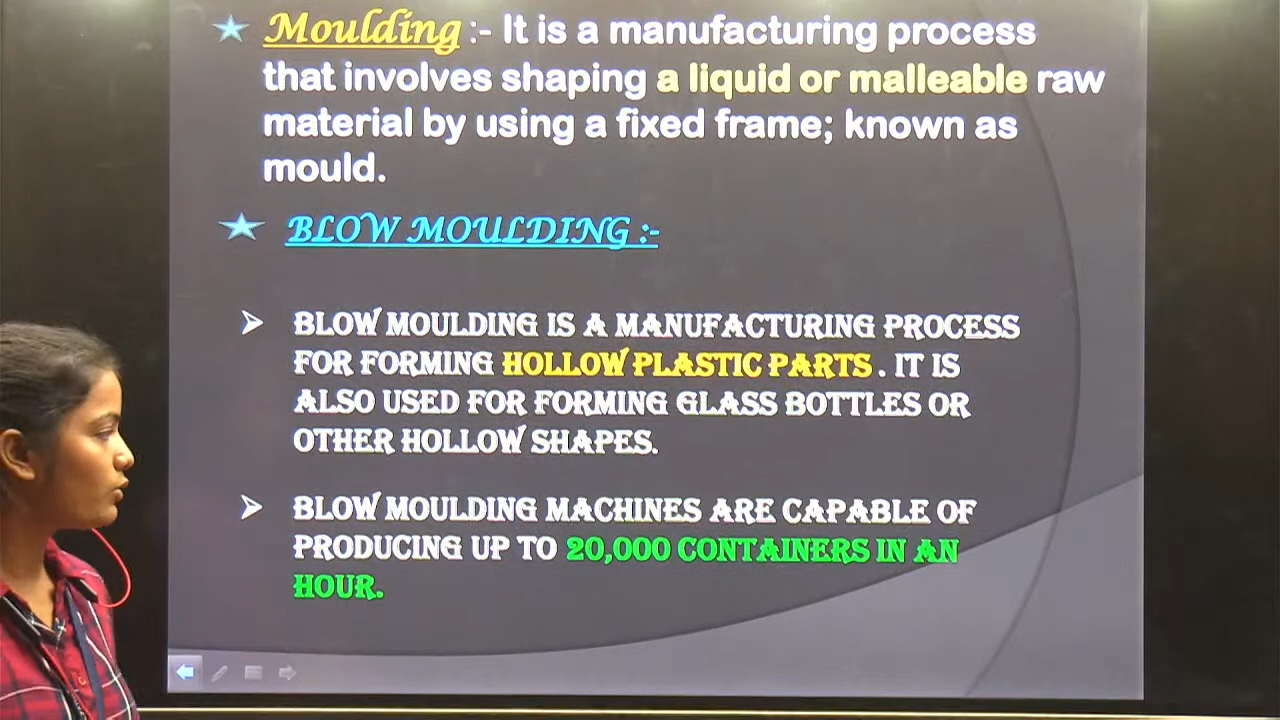 Moulding :- It is a manufacturing process
that involves shaping a liquid or malleable raw
material by using a fixed frame; known as
mould.
BLOW MOULDING :-
BLOW MOULDING IS A MANUFACTURING PROCESS
FOR FORMING HOLLOW PLASTIC PARTS . IT IS
ALSO USED FOR FORMING GLASS BOTTLES OR
OTHER HOLLOW SHAPES.
BLOW MOULDING MACHINES ARE CAPABLE OF
PRODUCING UP TO 20,000 CONTAINERS IN AN
HOUR.